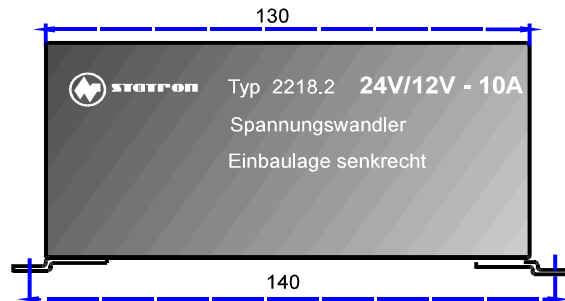 130
STATRON Typ 2218.2 24V/12V - 10A
Spannungswandler
Einbaulage senkrecht
140